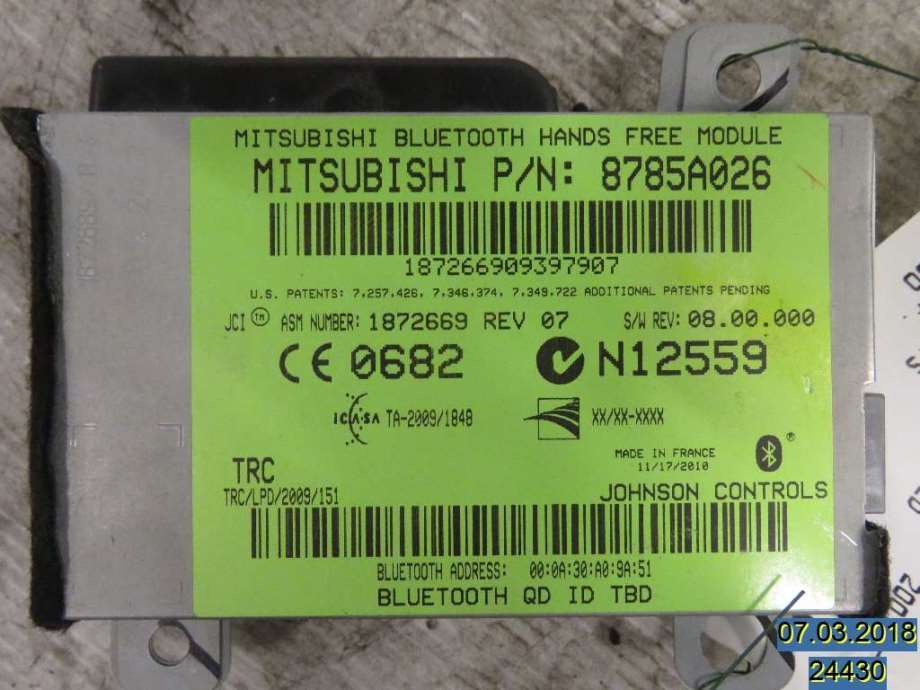 MITSUBISHI BLUETOOTH HANDS FREE MODULE
MITSUBISHI P/N: 8785A026
187266909397907
U.S. PATENTS: 7,257,426, 7,346,374, 7,349,722 ADDITIONAL PATENTS PENDING
JCI TM ASM NUMBER: 1872669 REV 07 S/W REV: 08.00.000
CE 0682 N12559
ICASA TA-2009/1848 XX/XX-XXXX
MADE IN FRANCE
11/17/2010
TRC
TRC/LPD/2009/151
JOHNSON CONTROLS
BLUETOOTH ADDRESS: 00:0A:30:A0:9A:51
BLUETOOTH QD ID TBD
07.03.2018
24430